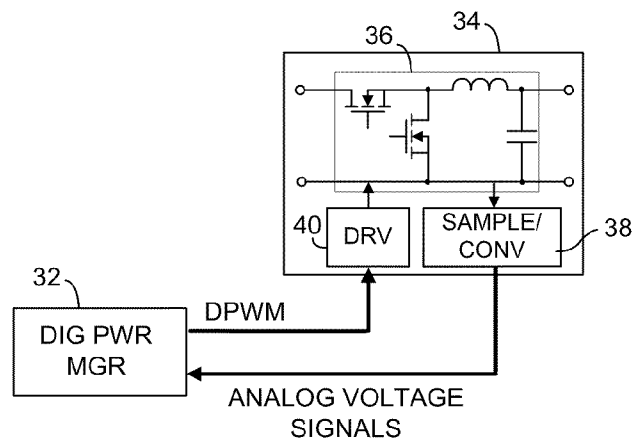 36
34
40
DRV
SAMPLE/
CONV
38
32
DIG PWR
MGR
DPWM
ANALOG VOLTAGE
SIGNALS